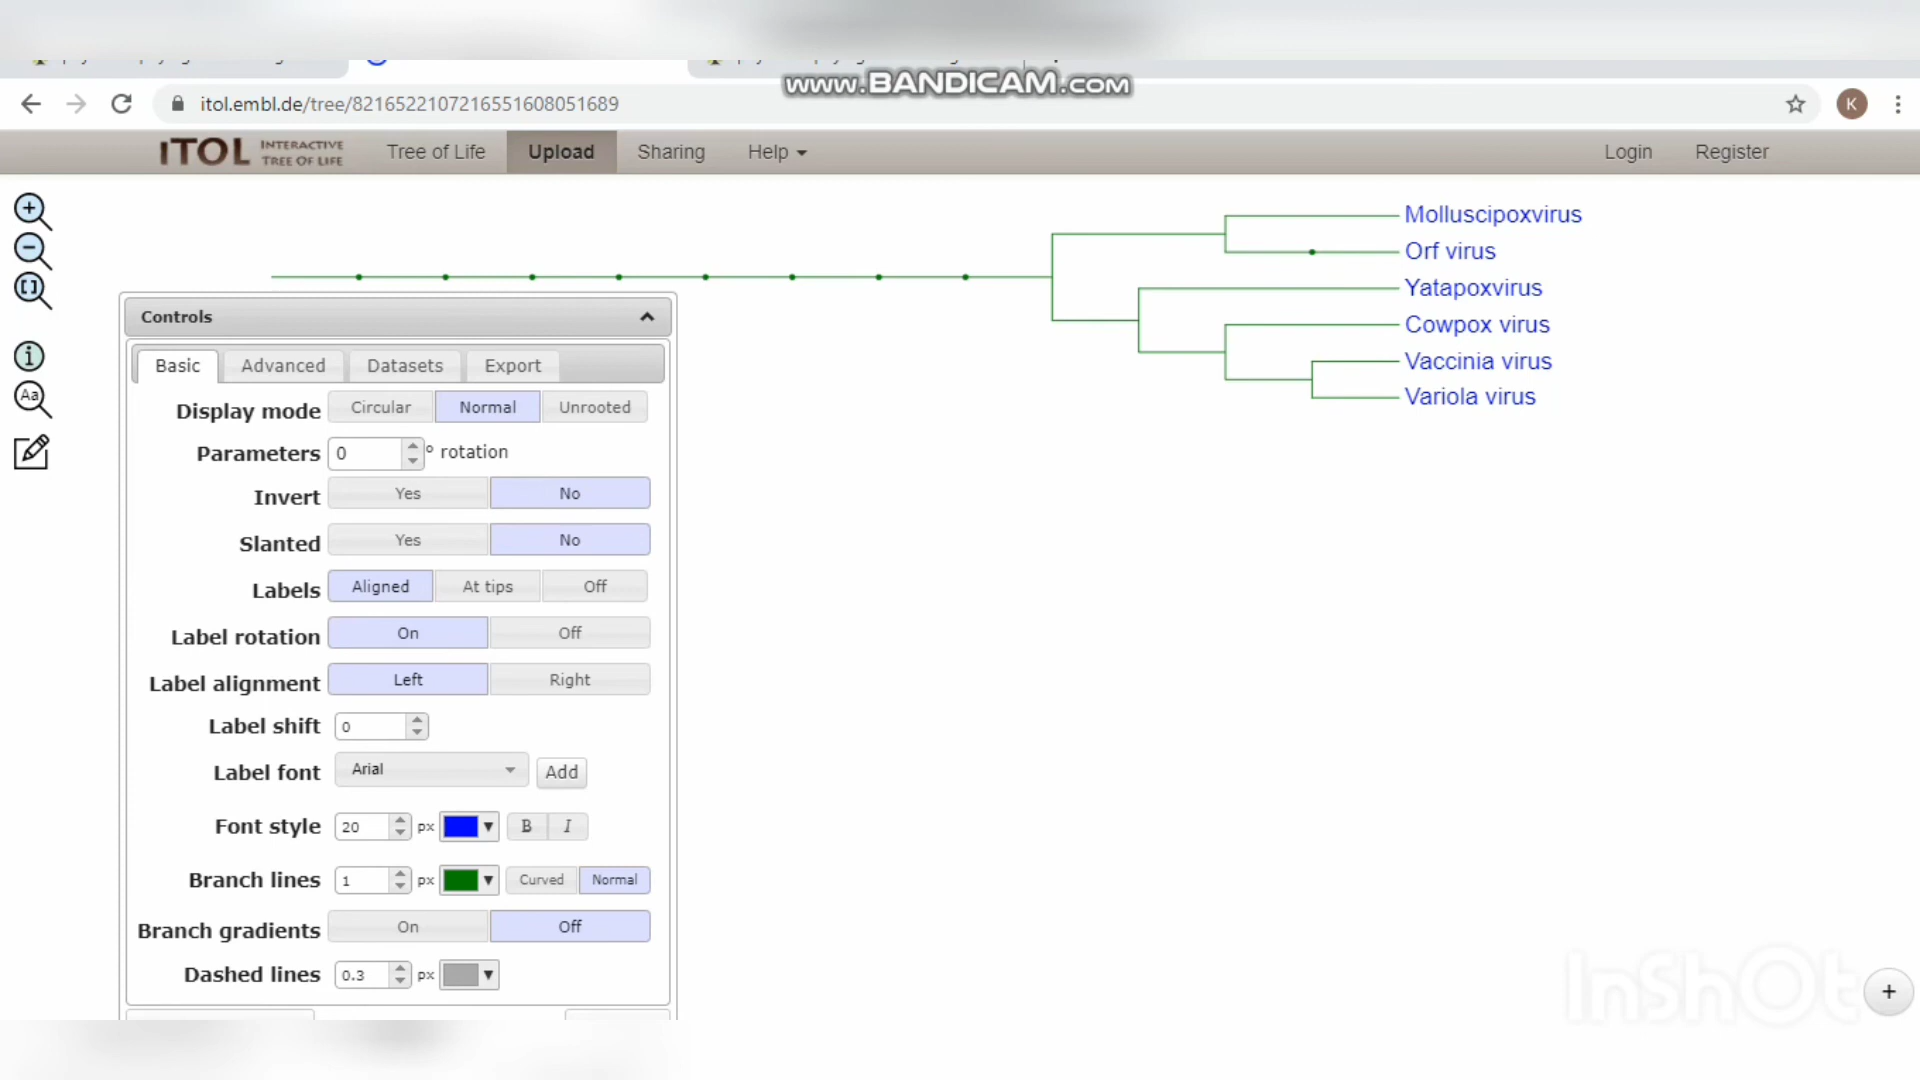 www.BANDICAM.com
itol.embl.de/tree/8216522107216551608051689
K
iTOL INTERACTIVE TREE OF LIFE
Tree of Life
Upload
Sharing
Help
Login
Register
Aa
Molluscipoxvirus
Orf virus
Yatapoxvirus
Cowpox virus
Vaccinia virus
Variola virus
Controls
Basic Advanced Datasets Export
Display mode Circular Normal Unrooted
Parameters 0 ° rotation
Invert Yes No
Slanted Yes No
Labels Aligned At tips Off
Label rotation On Off
Label alignment Left Right
Label shift 0
Label font Arial Add
Font style 20 px B I
Branch lines 1 px Curved Normal
Branch gradients On Off
Dashed lines 0.3 px
InShOt